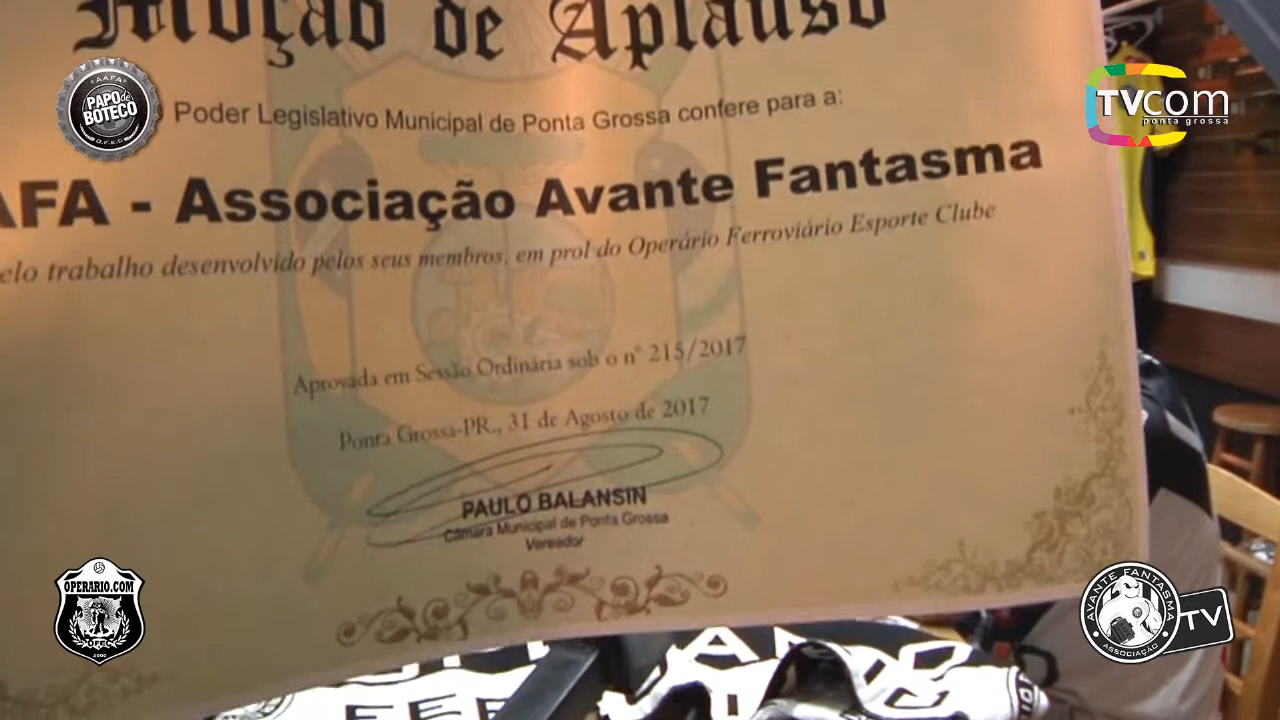 Moção de Aplauso
Poder Legislativo Municipal de Ponta Grossa confere para a:
AAFA - Associação Avante Fantasma
pelo trabalho desenvolvido pelos seus membros, em prol do Operário Ferroviário Esporte Clube
Aprovada em Sessão Ordinária sob o nº 215/2017
Ponta Grossa-PR., 31 de Agosto de 2017
PAULO BALANSIN
Câmara Municipal de Ponta Grossa
Vereador
AAFA
PAPO de
BOTECO
O.F.E.C
TVcom
ponta grossa
OPERARIO.COM
AVANTE FANTASMA
ASSOCIAÇÃO
TV